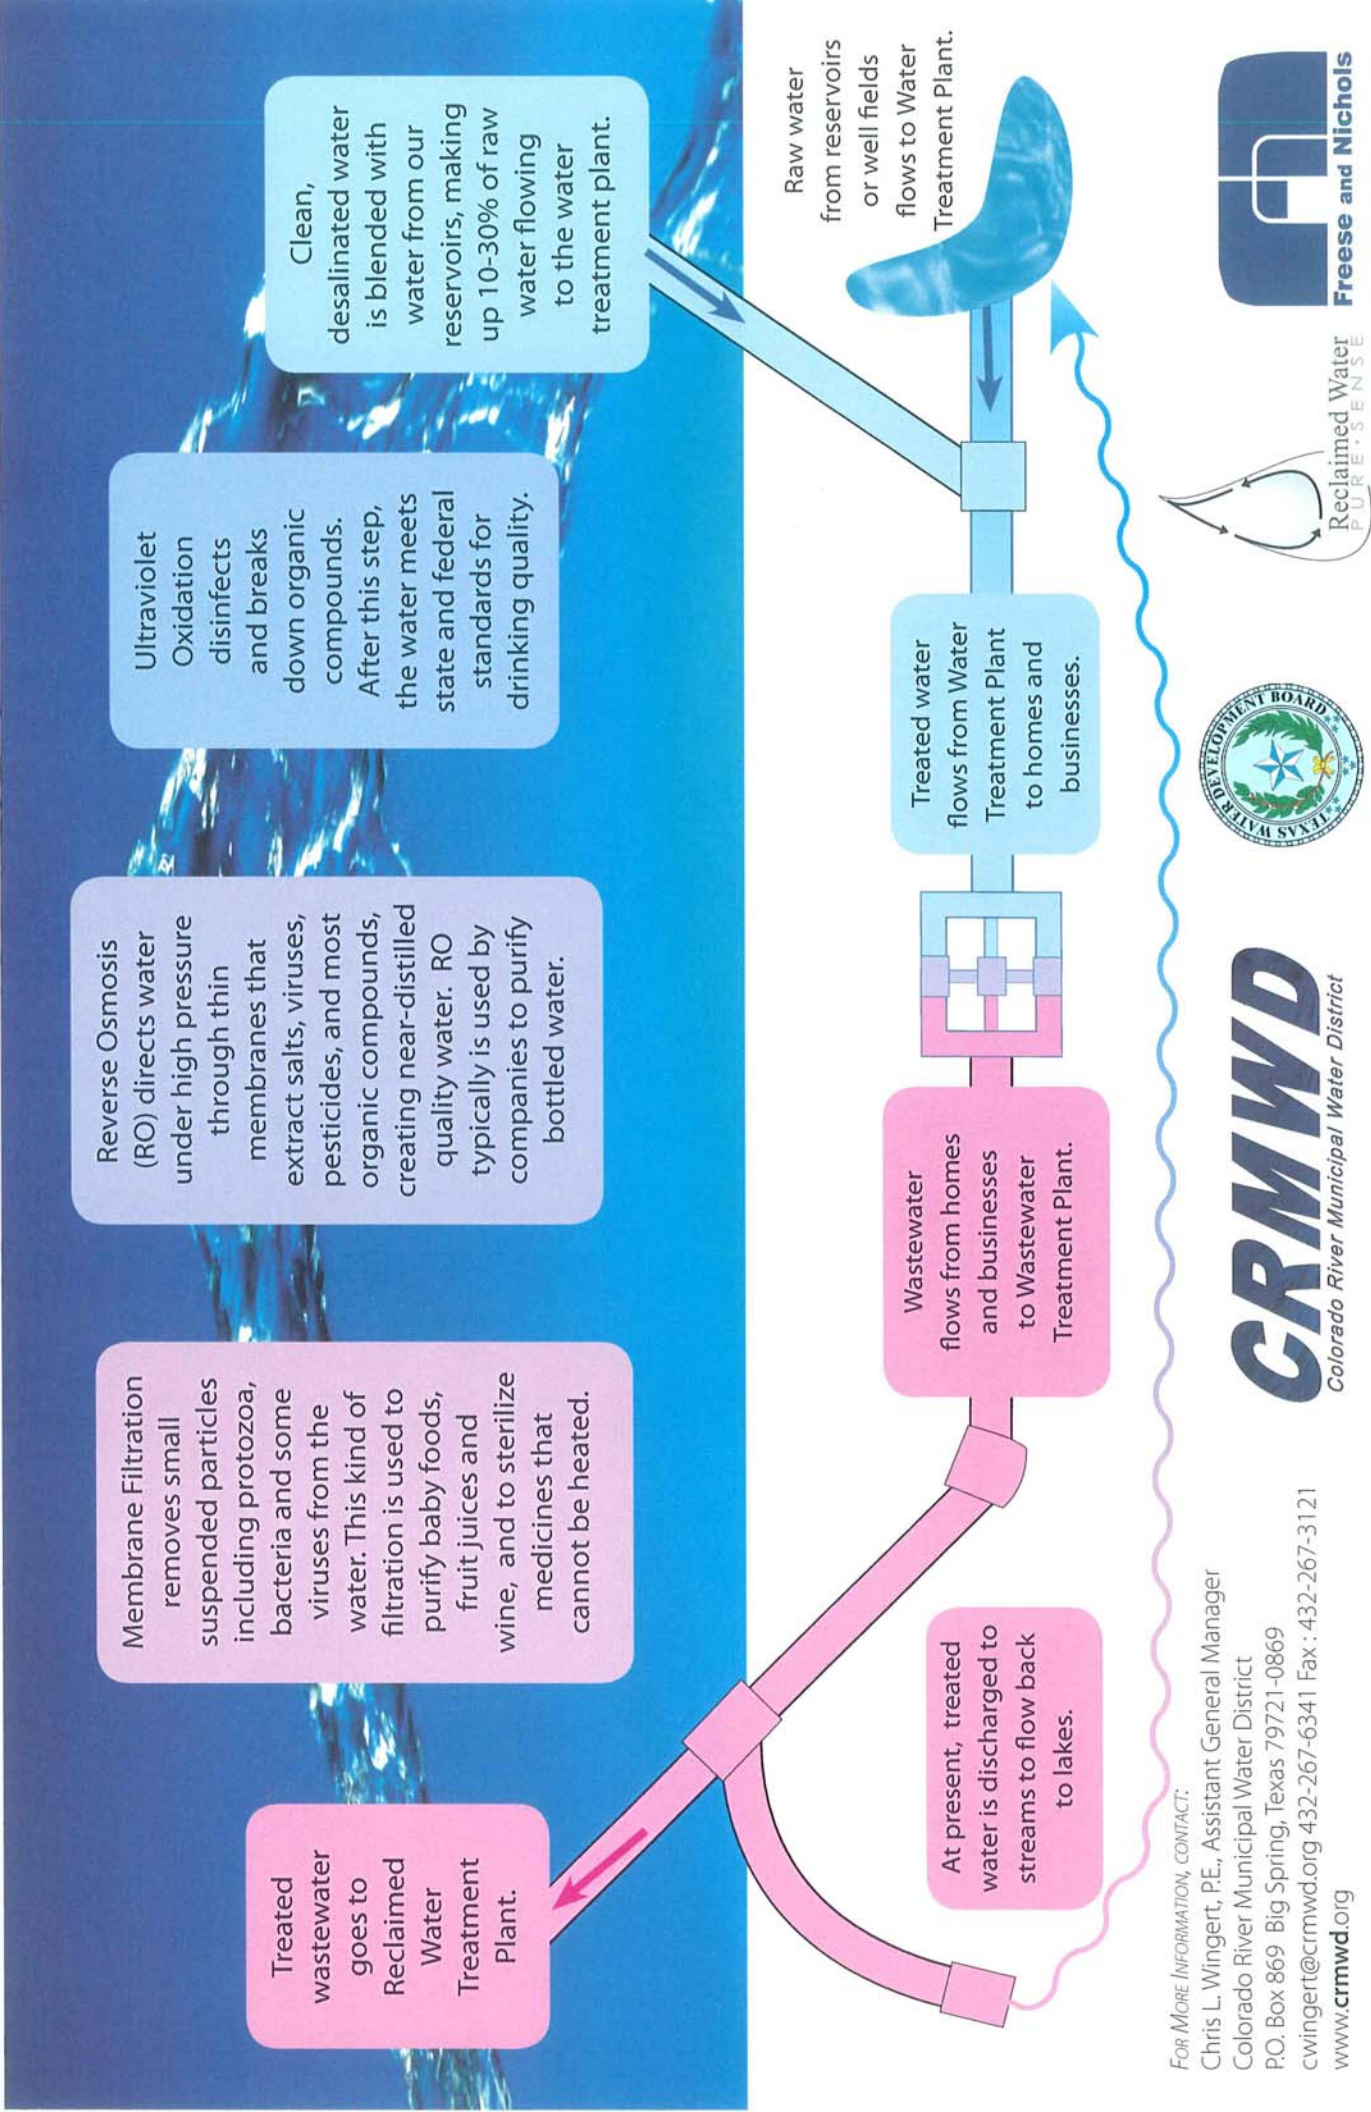 Treated
wastewater
goes to
Reclaimed
Water
Treatment
Plant.
Membrane Filtration
removes small
suspended particles
including protozoa,
bacteria and some
viruses from the
water. This kind of
filtration is used to
purify baby foods,
fruit juices and
wine, and to sterilize
medicines that
cannot be heated.
Reverse Osmosis
(RO) directs water
under high pressure
through thin
membranes that
extract salts, viruses,
pesticides, and most
organic compounds,
creating near-distilled
quality water. RO
typically is used by
companies to purify
bottled water.
Ultraviolet
Oxidation
disinfects
and breaks
down organic
compounds.
After this step,
the water meets
state and federal
standards for
drinking quality.
Clean,
desalinated water
is blended with
water from our
reservoirs, making
up 10-30% of raw
water flowing
to the water
treatment plant.
Raw water
from reservoirs
or well fields
flows to Water
Treatment Plant.
Treated water
flows from Water
Treatment Plant
to homes and
businesses.
Wastewater
flows from homes
and businesses
to Wastewater
Treatment Plant.
At present, treated
water is discharged to
streams to flow back
to lakes.
FOR MORE INFORMATION, CONTACT:
Chris L. Wingert, P.E., Assistant General Manager
Colorado River Municipal Water District
P.O. Box 869 Big Spring, Texas 79721-0869
cwingert@crmwd.org 432-267-6341 Fax : 432-267-3121
www.crmwd.org
CRMWD
Colorado River Municipal Water District
TEXAS WATER DEVELOPMENT BOARD
Reclaimed Water
PURE·SENSE
Freese and Nichols